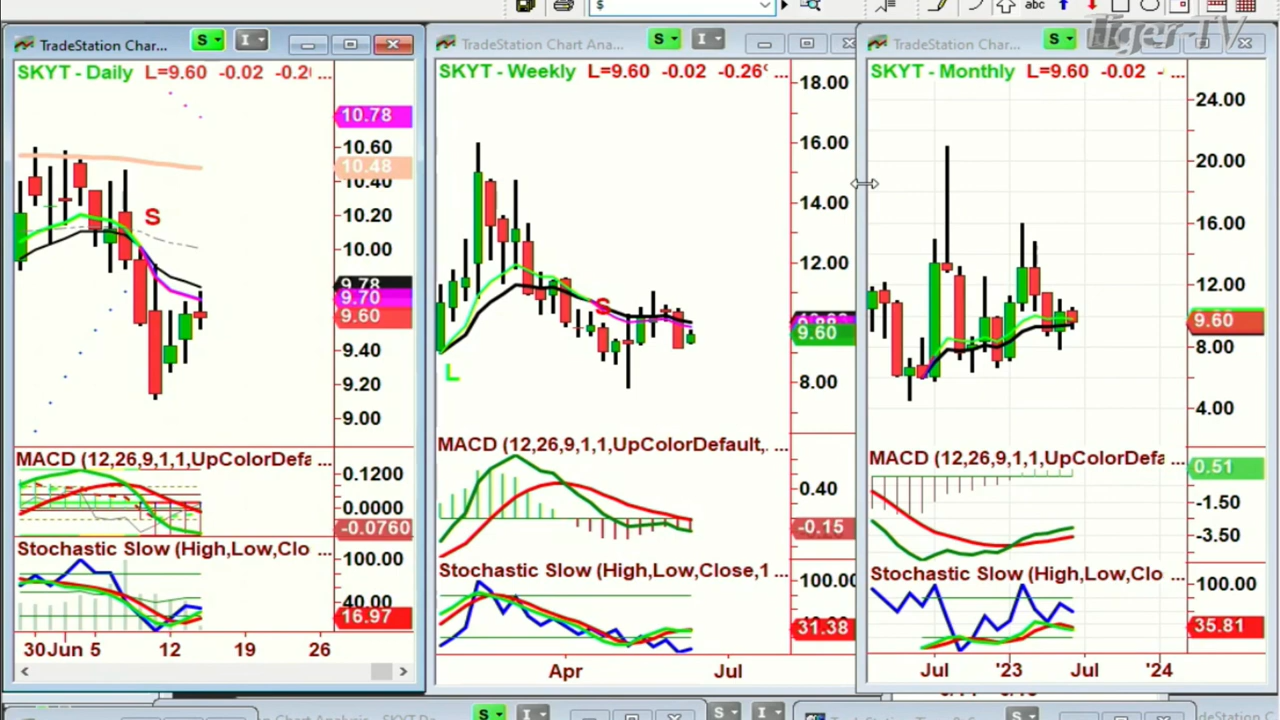 $
abc
Tiger-TV
TradeStation Char...
S
I
SKYT - Daily L=9.60 -0.02 -0.2 ...
10.78
10.60
10.48
10.40
10.20
10.00
9.78
9.70
9.60
9.40
9.20
9.00
S
MACD (12,26,9,1,1,UpColorDefa ...
0.1200
0.0000
-0.0760
Stochastic Slow (High,Low,Clo ...
100.00
40.00
16.97
30 Jun 5 12 19 26
TradeStation Chart Ana...
S
I
SKYT - Weekly L=9.60 -0.02 -0.26 ...
18.00
16.00
14.00
12.00
9.88
9.60
8.00
S
L
MACD (12,26,9,1,1,UpColorDefault, ...
0.40
-0.15
Stochastic Slow (High,Low,Close,1 ...
100.00
31.38
Apr Jul
TradeStation Char...
S
SKYT - Monthly L=9.60 -0.02 - ...
24.00
20.00
16.00
12.00
9.60
8.00
4.00
MACD (12,26,9,1,1,UpColorDefa ...
0.51
-1.50
-3.50
Stochastic Slow (High,Low,Clo ...
100.00
35.81
Jul '23 Jul '24
S
I
S
I
S